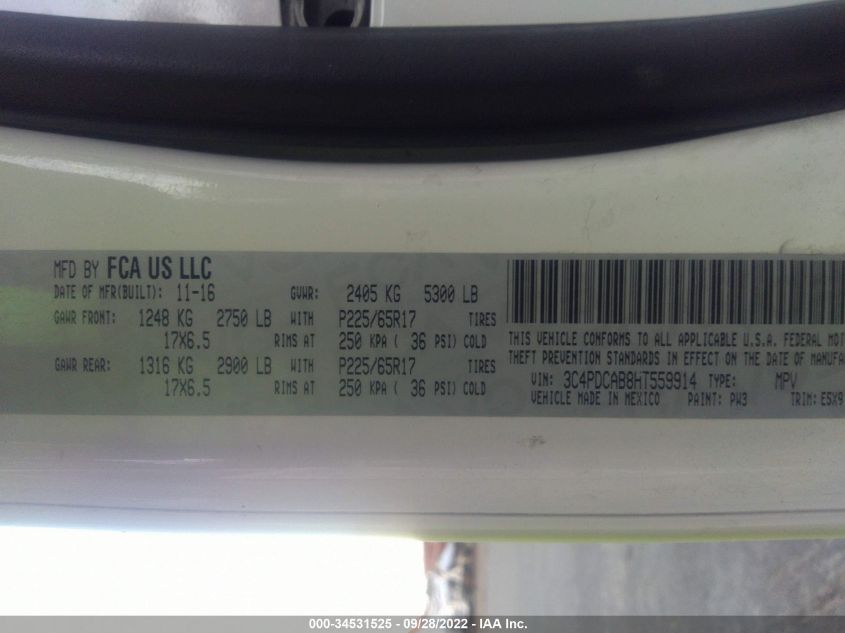 MFD BY FCA US LLC
DATE OF MFR(BUILT): 11-16 GVWR: 2405 KG 5300 LB
GAWR FRONT: 1248 KG 2750 LB WITH P225/65R17 TIRES
17X6.5 RIMS AT 250 KPA ( 36 PSI) COLD
GAWR REAR: 1316 KG 2900 LB WITH P225/65R17 TIRES
17X6.5 RIMS AT 250 KPA ( 36 PSI) COLD
THIS VEHICLE CONFORMS TO ALL APPLICABLE U.S.A. FEDERAL MOT
THEFT PREVENTION STANDARDS IN EFFECT ON THE DATE OF MANUFA
VIN: 3C4PDCAB8HT559914 TYPE: MPV
VEHICLE MADE IN MEXICO PAINT: PW3 TRIM: E5X9
000-34531525 - 09/28/2022 - IAA Inc.